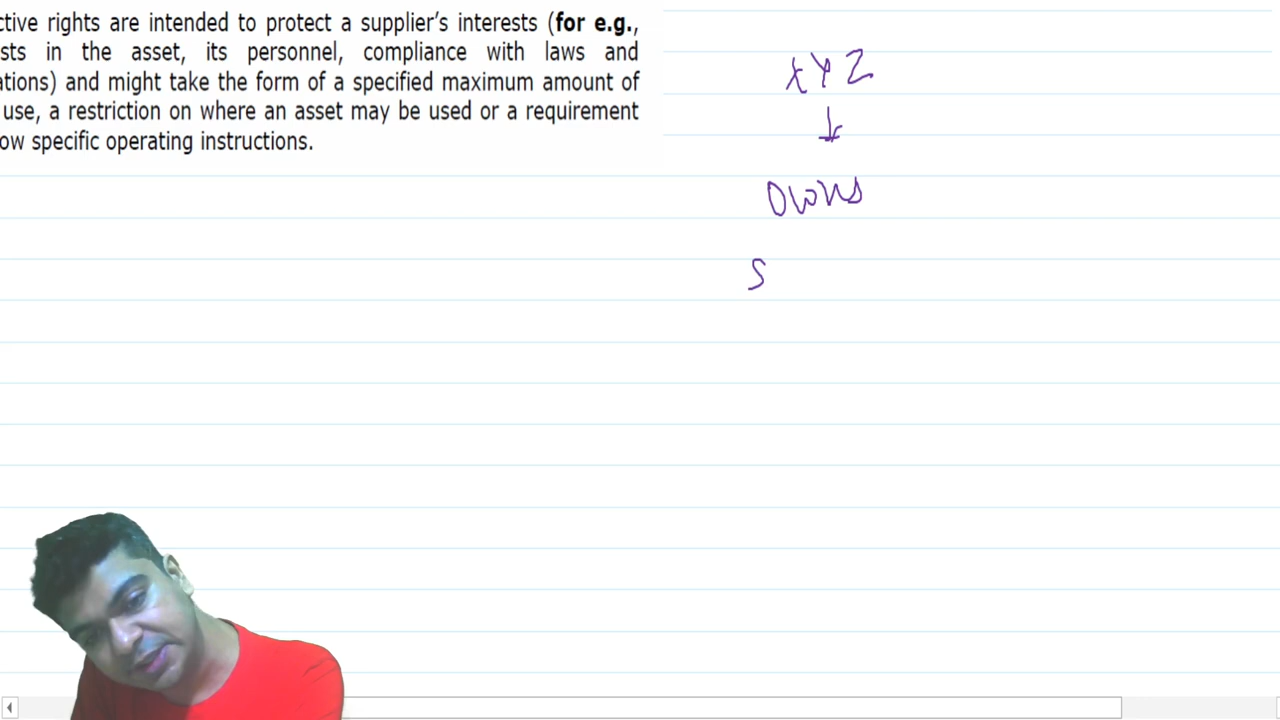 ctive rights are intended to protect a supplier’s interests (for e.g.,
sts in the asset, its personnel, compliance with laws and
ations) and might take the form of a specified maximum amount of
use, a restriction on where an asset may be used or a requirement
ow specific operating instructions.
XYZ
Owns
S